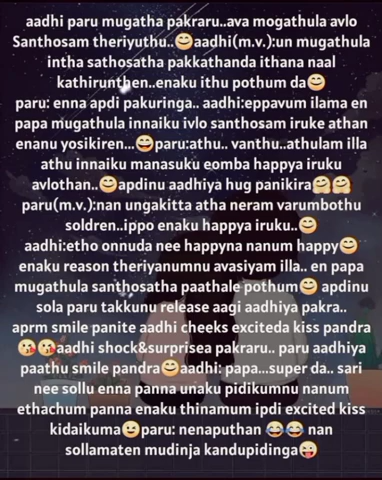 aadhi paru mugatha pakraru..ava mogathula avlo
Santhosam theriyuthu..😊aadhi(m.v.):un mugathula
intha sathosatha pakkathanda ithana naal
kathirunthen..enaku ithu pothum da😊
paru: enna apdi pakuringa.. aadhi:eppavum ilama en
papa mugathula innaiku ivlo santhosam iruke athan
enanu yosikiren...😄paru:athu.. vanthu..athulam illa
athu innaiku manasuku eomba happya iruku
avlothan..😊apdinu aadhiya hug panikira🤗🤗
paru(m.v.):nan ungakitta atha neram varumbothu
soldren..ippo enaku happya iruku..😊
aadhi:etho onnuda nee happyna nanum happy😊
enaku reason theriyanumnu avasiyam illa.. en papa
mugathula santhosatha paathale pothum😊 apdinu
sola paru takkunu release aagi aadhiya pakra..
aprm smile panite aadhi cheeks exciteda kiss pandra
😘😘aadhi shock&surprisea pakraru.. paru aadhiya
paathu smile pandra😊aadhi: papa...super da.. sari
nee sollu enna panna unaku pidikumnu nanum
ethachum panna enaku thinamum ipdi excited kiss
kidaikuma😉paru: nenaputhan 😂😂 nan
sollamaten mudinja kandupidinga😜